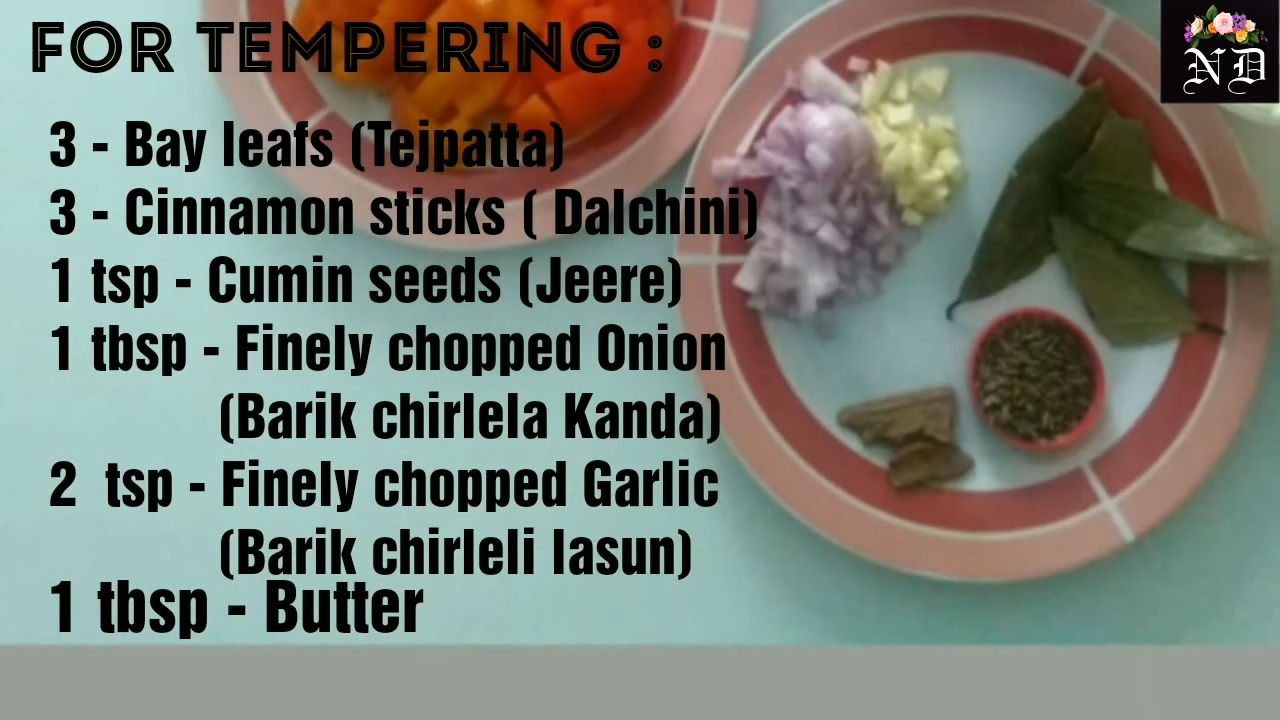 FOR TEMPERING :
ND
3 - Bay leafs (Tejpatta)
3 - Cinnamon sticks ( Dalchini)
1 tsp - Cumin seeds (Jeere)
1 tbsp - Finely chopped Onion
(Barik chirlela Kanda)
2 tsp - Finely chopped Garlic
(Barik chirleli lasun)
1 tbsp - Butter